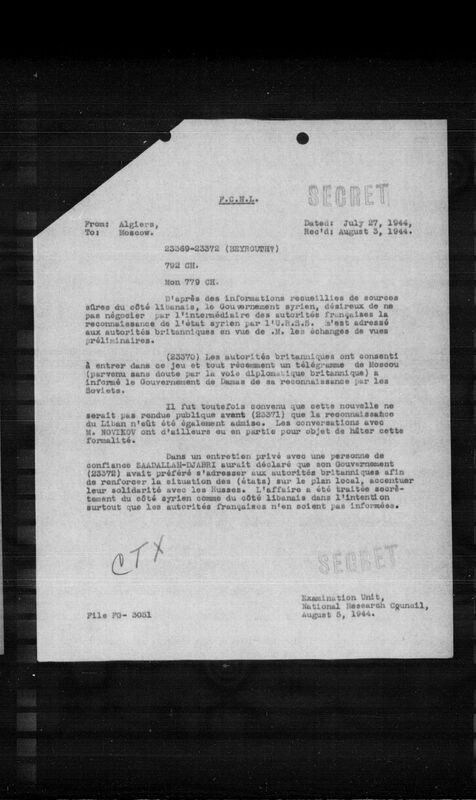 F.C.N.L.
SECRET
From: Algiers,
To: Moscow.
Dated: July 27, 1944,
Rec'd: August 3, 1944.
23369-23372 (BEYROUTH?)
792 CH.
Mon 779 CH.
D'après des informations recueillies de sources
sûres du côté libanais, le Gouvernement syrien, désireux de ne
pas négocier par l'intermédiaire des autorités françaises la
reconnaissance de l'état syrien par l'U.R.S.S. s'est adressé
aux autorités britanniques en vue de .M. les échanges de vues
préliminaires.
(23370) Les autorités britanniques ont consenti
à entrer dans ce jeu et tout récemment un télégramme de Moscou
(parvenu sans doute par la voie diplomatique britannique) a
informé le Gouvernement de Damas de sa reconnaissance par les
Soviets.
Il fut toutefois convenu que cette nouvelle ne
serait pas rendue publique avant (23371) que la reconnaissance
du Liban n'eût été également admise. Les conversations avec
M. NOVIKOV ont d'ailleurs eu en partie pour objet de hâter cette
formalité.
Dans un entretien privé avec une personne de
confiance SAADALLAH-DJABRI aurait déclaré que son Gouvernement
(23372) avait préféré s'adresser aux autorités britanniques afin
de renforcer la situation des (états) sur le plan local, accentuer
leur solidarité avec les Russes. L'affaire a été traitée secrè-
tement du côté syrien comme du côté libanais dans l'intention
surtout que les autorités françaises n'en soient pas informées.
CTX
SECRET
Examination Unit,
National Research Council,
August 5, 1944.
File FG- 3051